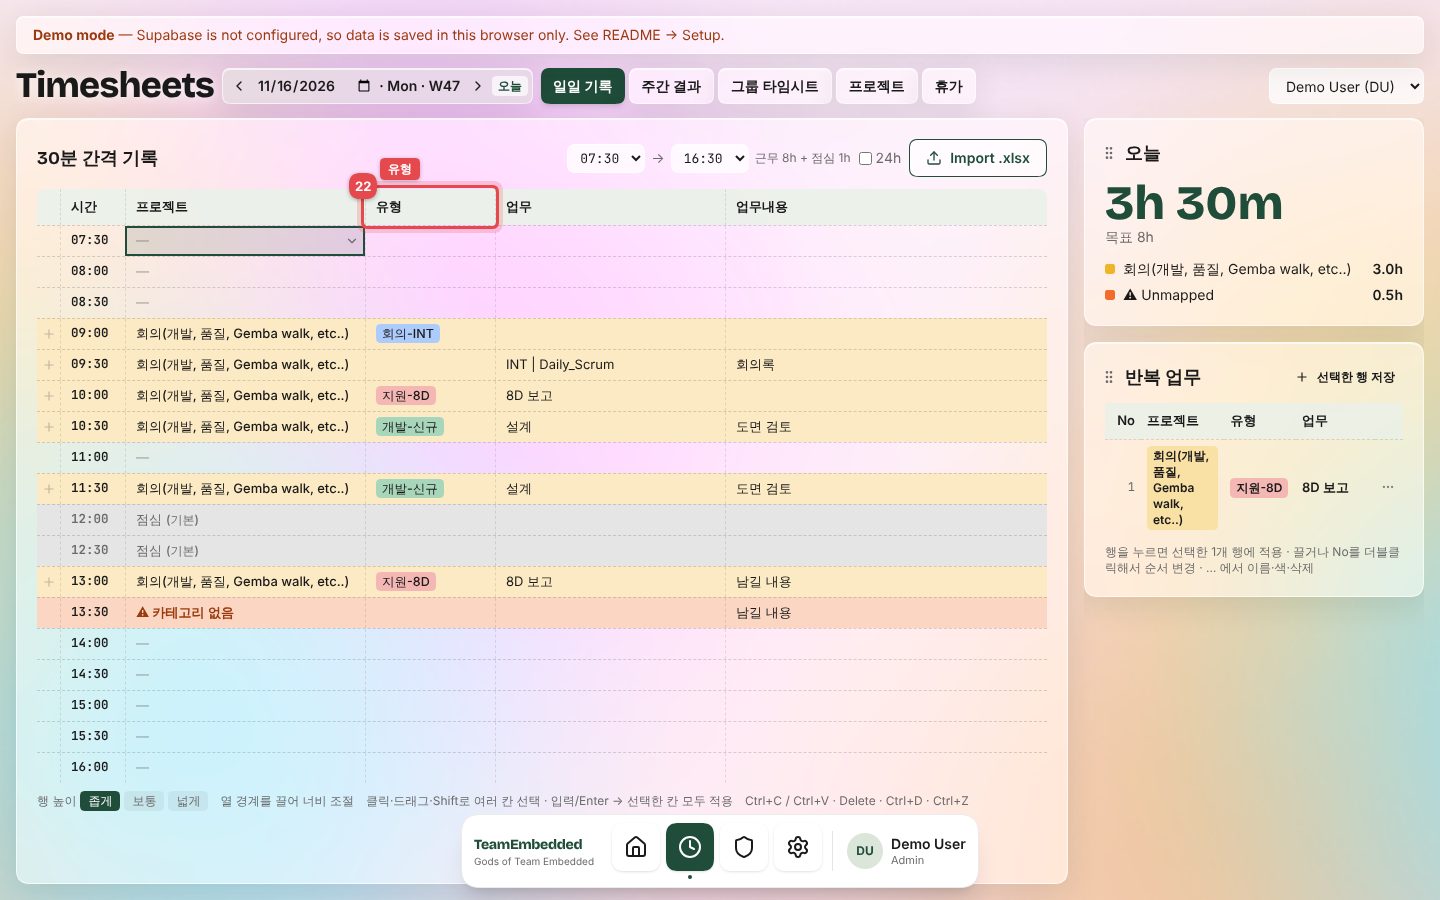 Demo mode — Supabase is not configured, so data is saved in this browser only. See README → Setup.
Timesheets
11/16/2026 · Mon · W47 오늘
일일 기록 주간 결과 그룹 타임시트 프로젝트 휴가
Demo User (DU)
30분 간격 기록
07:30 → 16:30 근무 8h + 점심 1h 24h Import .xlsx
22 유형
시간 프로젝트 유형 업무 업무내용
07:30 —
08:00 —
08:30 —
+ 09:00 회의(개발, 품질, Gemba walk, etc..) 회의-INT
+ 09:30 회의(개발, 품질, Gemba walk, etc..) INT | Daily_Scrum 회의록
+ 10:00 회의(개발, 품질, Gemba walk, etc..) 지원-8D 8D 보고
+ 10:30 회의(개발, 품질, Gemba walk, etc..) 개발-신규 설계 도면 검토
11:00 —
+ 11:30 회의(개발, 품질, Gemba walk, etc..) 개발-신규 설계 도면 검토
12:00 점심 (기본)
12:30 점심 (기본)
+ 13:00 회의(개발, 품질, Gemba walk, etc..) 지원-8D 8D 보고 남길 내용
13:30 ⚠ 카테고리 없음 남길 내용
14:00 —
14:30 —
15:00 —
15:30 —
16:00 —
행 높이 좁게 보통 넓게 열 경계를 끌어 너비 조절 클릭·드래그·Shift로 여러 칸 선택 · 입력/Enter → 선택한 칸 모두 적용 Ctrl+C / Ctrl+V · Delete · Ctrl+D · Ctrl+Z
오늘
3h 30m
목표 8h
회의(개발, 품질, Gemba walk, etc..) 3.0h
⚠ Unmapped 0.5h
반복 업무
+ 선택한 행 저장
No 프로젝트 유형 업무
1 회의(개발, 품질, Gemba walk, etc..) 지원-8D 8D 보고 ···
행을 누르면 선택한 1개 행에 적용 · 끌거나 No를 더블클
릭해서 순서 변경 · ... 에서 이름·색·삭제
TeamEmbedded
Gods of Team Embedded
DU
Demo User
Admin